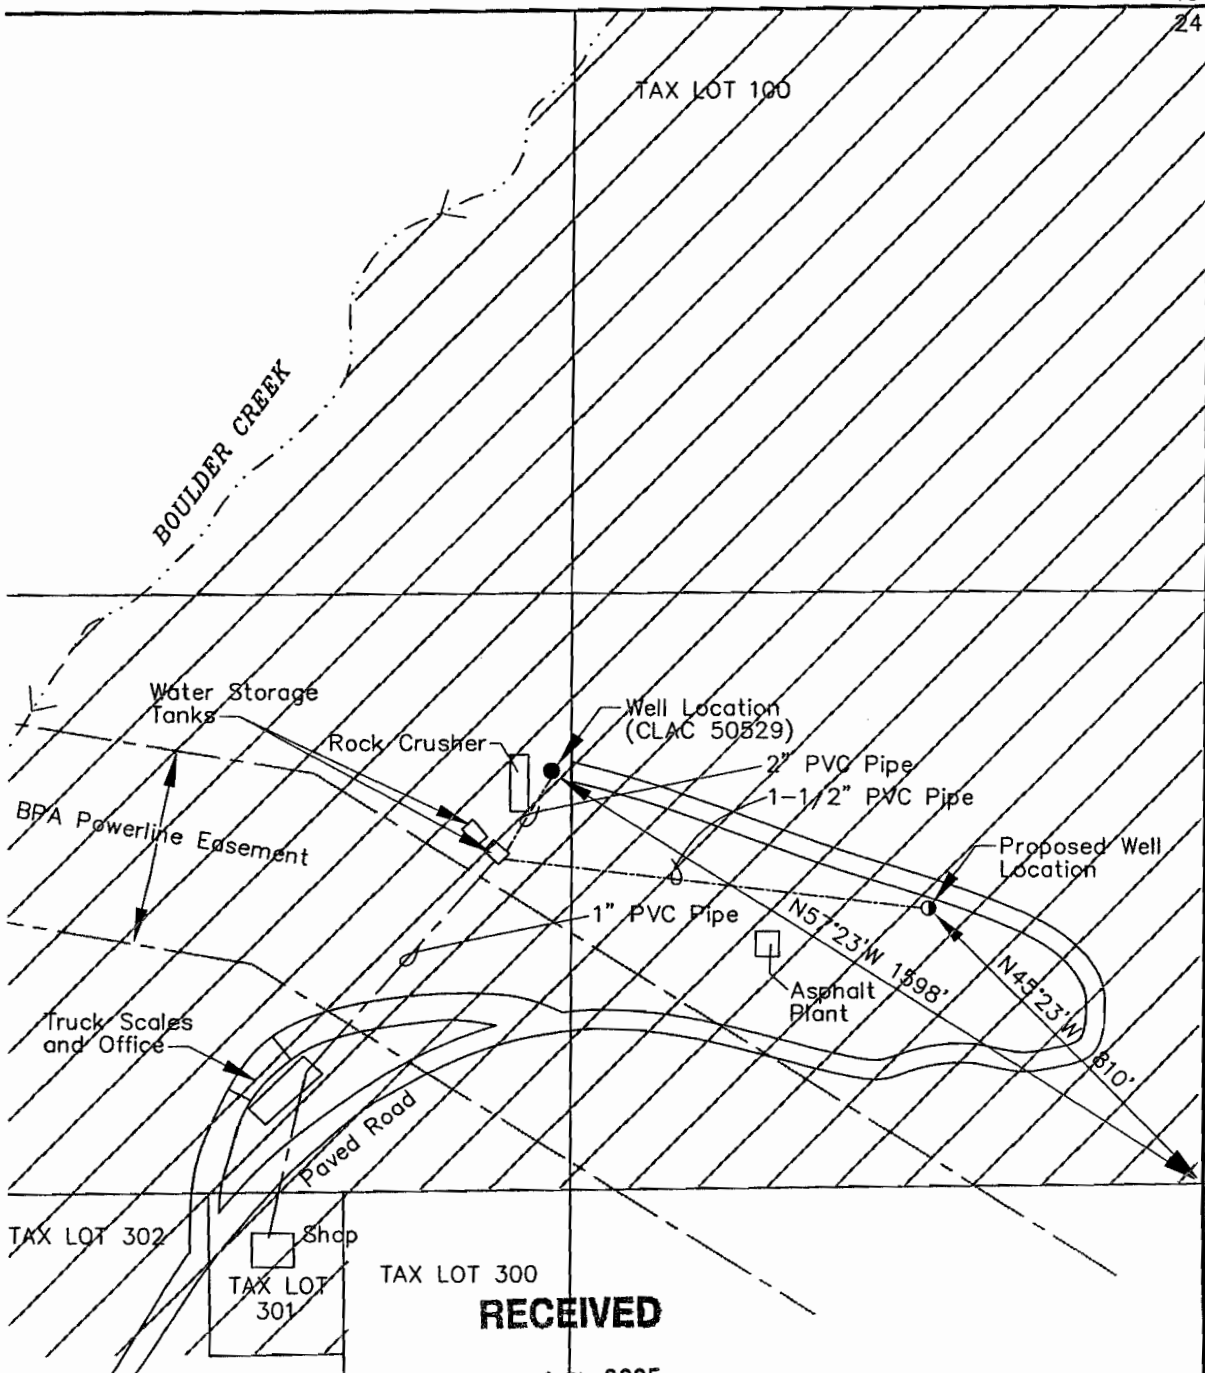 24
TAX LOT 100
BOULDER CREEK
Water Storage
Tanks
Rock Crusher
Well Location
(CLAC 50529)
2" PVC Pipe
1-1/2" PVC Pipe
BPA Powerline Easement
Proposed Well
Location
1" PVC Pipe
N57°23'W 1598'
N45°23'W 810'
Asphalt
Plant
Truck Scales
and Office
Paved Road
TAX LOT 302
Shop
TAX LOT
301
TAX LOT 300
RECEIVED